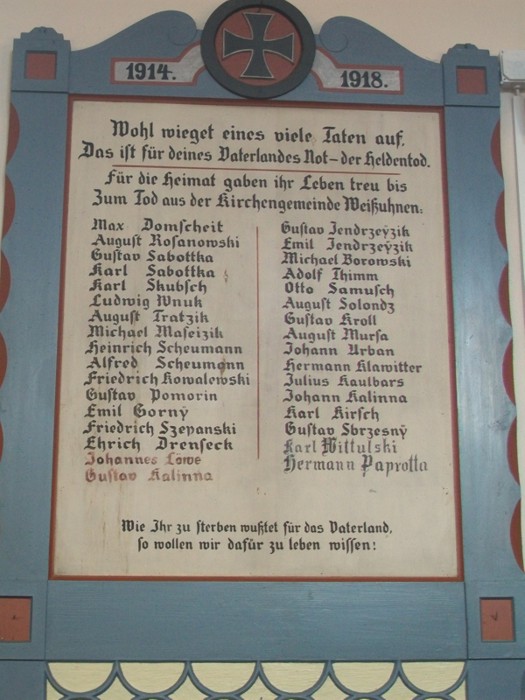 1914. 1918.
Wohl wieget eines viele Taten auf,
Das ist für deines Vaterlandes Not - der Heldentod.
Für die Heimat gaben ihr Leben treu bis
Zum Tod aus der Kirchengemeinde Weißuhnen:
Max Domscheit
August Rosanowski
Gustav Sabottka
Karl Sabottka
Karl Skubsch
Ludwig Wnuk
August Tratzik
Michael Maseizik
Heinrich Scheumann
Alfred Scheumann
Friedrich Kowalewski
Gustav Pomorin
Emil Gorny
Friedrich Szepanski
Ehrich Drenseck
Johannes Löwe
Gustav Kalinna
Gustav Jendrzeÿzik
Emil Jendrzeÿzik
Michael Borowski
Adolf Thimm
Otto Samusch
August Solondz
Gustav Kroll
August Mursa
Johann Urban
Hermann Klawitter
Julius Kaulbars
Johann Kalinna
Karl Kirsch
Gustav Sbrzesnÿ
Karl Wittulski
Hermann Paprotta
Wie Ihr zu sterben wußtet für das Vaterland,
so wollen wir dafür zu leben wissen!